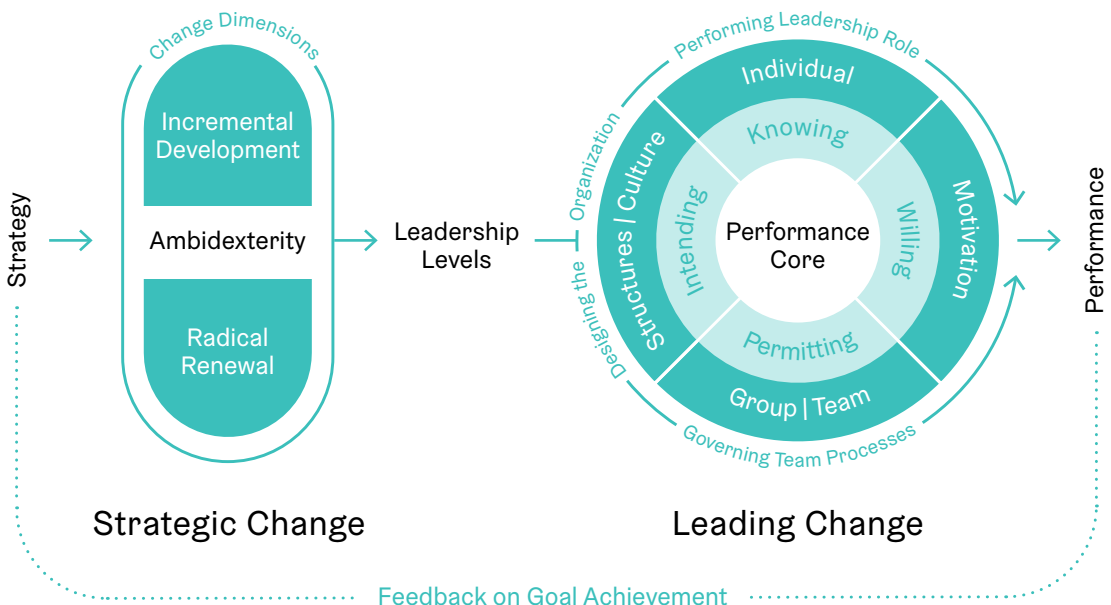 Strategy
Change Dimensions
Incremental
Development
Ambidexterity
Radical
Renewal
Leadership
Levels
Designing the Organization
Performing Leadership Role
Governing Team Processes
Individual
Structures | Culture
Motivation
Group | Team
Knowing
Intending
Willing
Permitting
Performance
Core
Performance
Strategic Change
Leading Change
Feedback on Goal Achievement